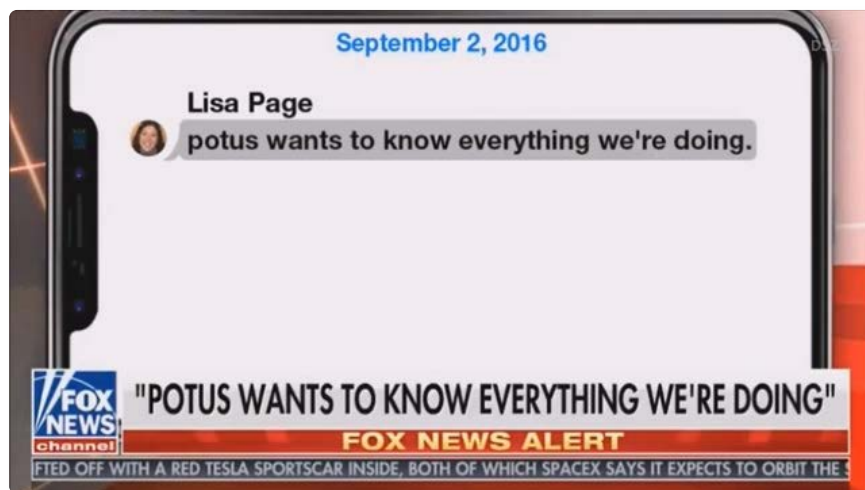 September 2, 2016
Lisa Page
potus wants to know everything we're doing.
"POTUS WANTS TO KNOW EVERYTHING WE'RE DOING"
FOX
NEWS
channel
FOX NEWS ALERT
FTED OFF WITH A RED TESLA SPORTSCAR INSIDE, BOTH OF WHICH SPACEX SAYS IT EXPECTS TO ORBIT THE